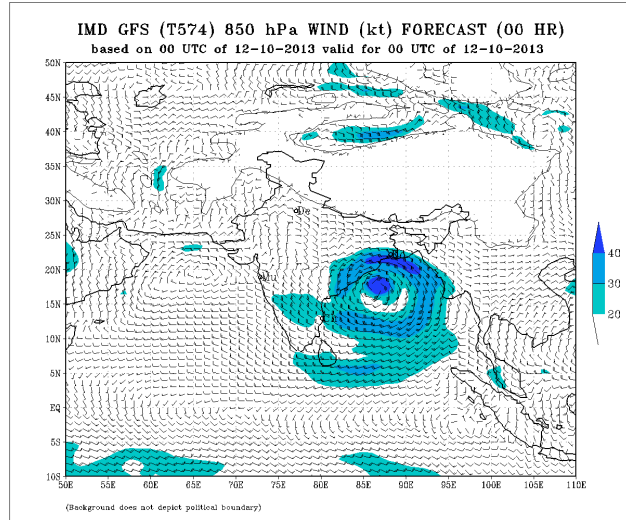 IMD GFS (T574) 850 hPa WIND (kt) FORECAST (00 HR)
based on 00 UTC of 12-10-2013 valid for 00 UTC of 12-10-2013
50N
45N
40N
35N
30N
25N
20N
15N
10N
5N
EQ
5S
10S
50E 55E 60E 65E 70E 75E 80E 85E 90E 95E 100E 105E 110E
De
Mu
40
30
20
(Background does not depict political boundary)